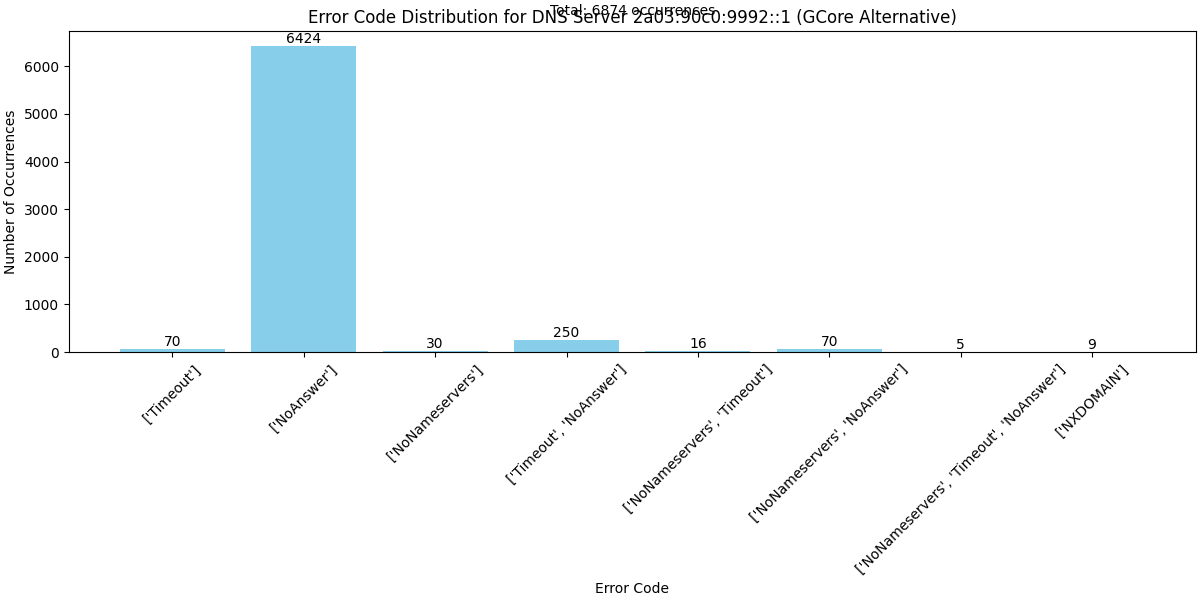 Total: 6874 occurrences
Error Code Distribution for DNS Server 2a03:90c0:9992::1 (GCore Alternative)
Number of Occurrences
6000
5000
4000
3000
2000
1000
0
70
6424
30
250
16
70
5
9
['Timeout']
['NoAnswer']
['NoNameservers']
['Timeout', 'NoAnswer']
['NoNameservers', 'Timeout']
['NoNameservers', 'NoAnswer']
['NoNameservers', 'Timeout', 'NoAnswer']
['NXDOMAIN']
Error Code